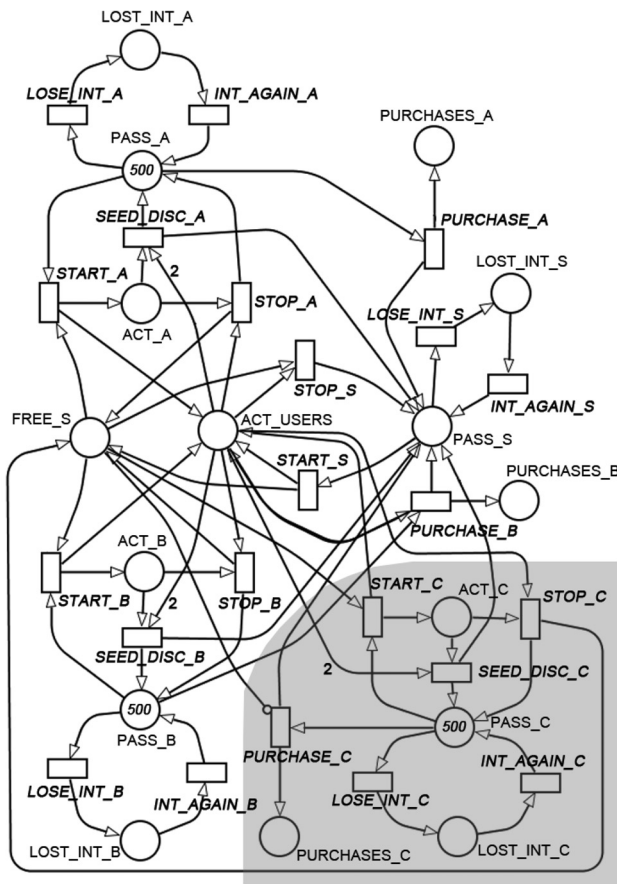 LOST_INT_A
LOSE_INT_A
INT_AGAIN_A
PURCHASES_A
PASS_A
500
SEED_DISC_A
PURCHASE_A
2
LOST_INT_S
START_A
STOP_A
ACT_A
LOSE_INT_S
STOP_S
INT_AGAIN_S
FREE_S
ACT_USERS
PASS_S
START_S
PURCHASES_B
PURCHASE_B
ACT_B
START_B
STOP_B
2
START_C
ACT_C
STOP_C
SEED_DISC_B
2
SEED_DISC_C
500
PASS_B
500
PASS_C
PURCHASE_C
LOSE_INT_B
INT_AGAIN_B
LOSE_INT_C
INT_AGAIN_C
LOST_INT_B
PURCHASES_C
LOST_INT_C